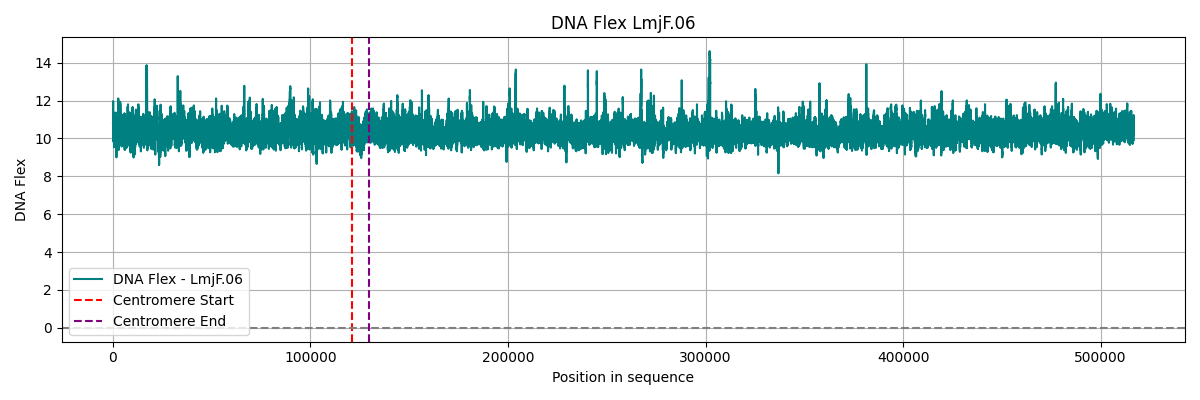 DNA Flex LmjF.06
14
12
10
8
6
4
2
0
DNA Flex
DNA Flex - LmjF.06
Centromere Start
Centromere End
0 100000 200000 300000 400000 500000
Position in sequence